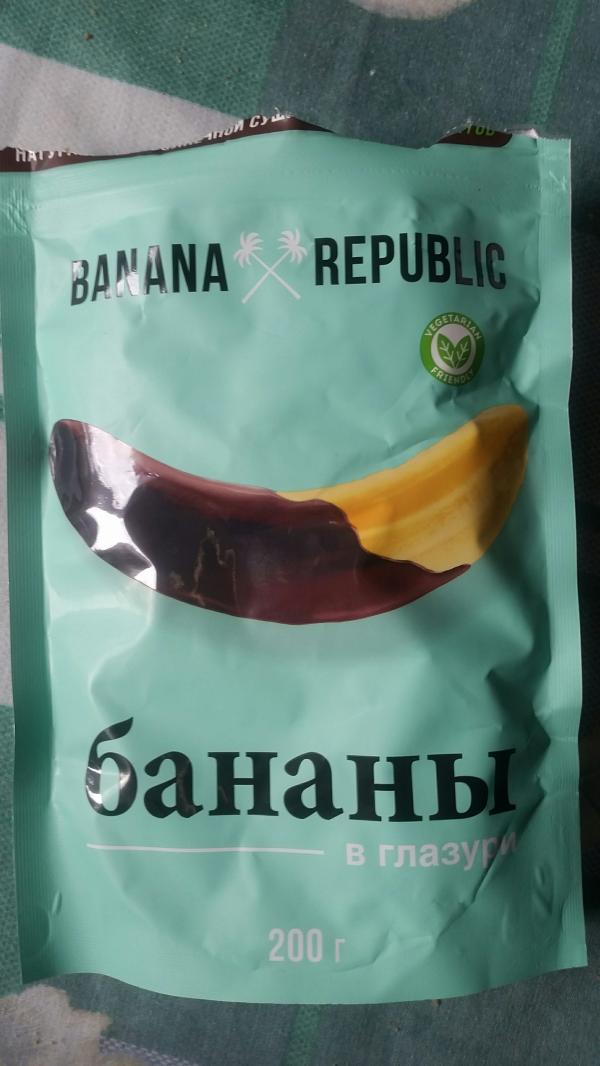 BANANA REPUBLIC
VEGETARIAN
FRIENDLY
бананы
в глазури
200 г